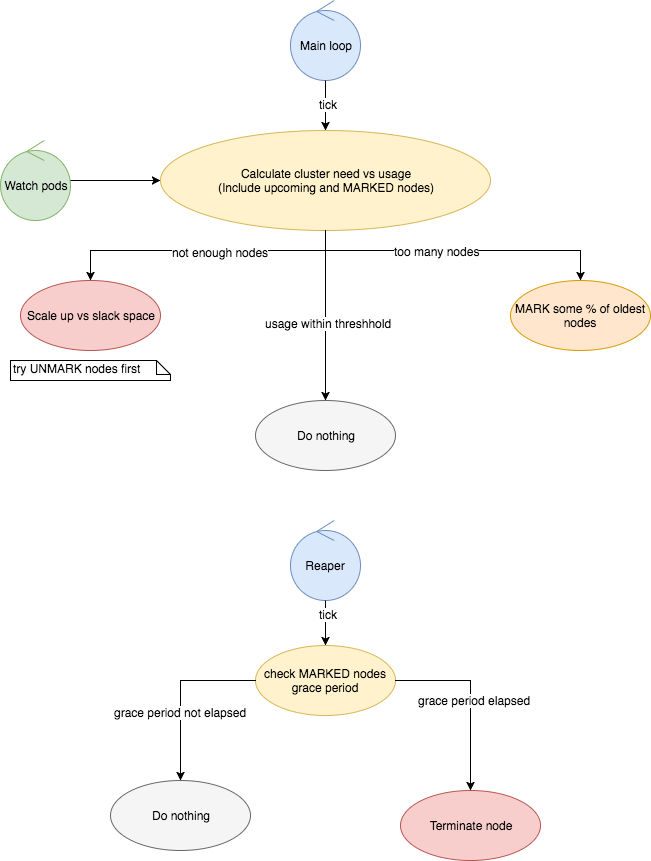 Main loop
tick
Calculate cluster need vs usage
(Include upcoming and MARKED nodes)
Watch pods
not enough nodes
too many nodes
Scale up vs slack space
MARK some % of oldest
nodes
usage within threshhold
try UNMARK nodes first
Do nothing
Reaper
tick
check MARKED nodes
grace period
grace period not elapsed
grace period elapsed
Do nothing
Terminate node